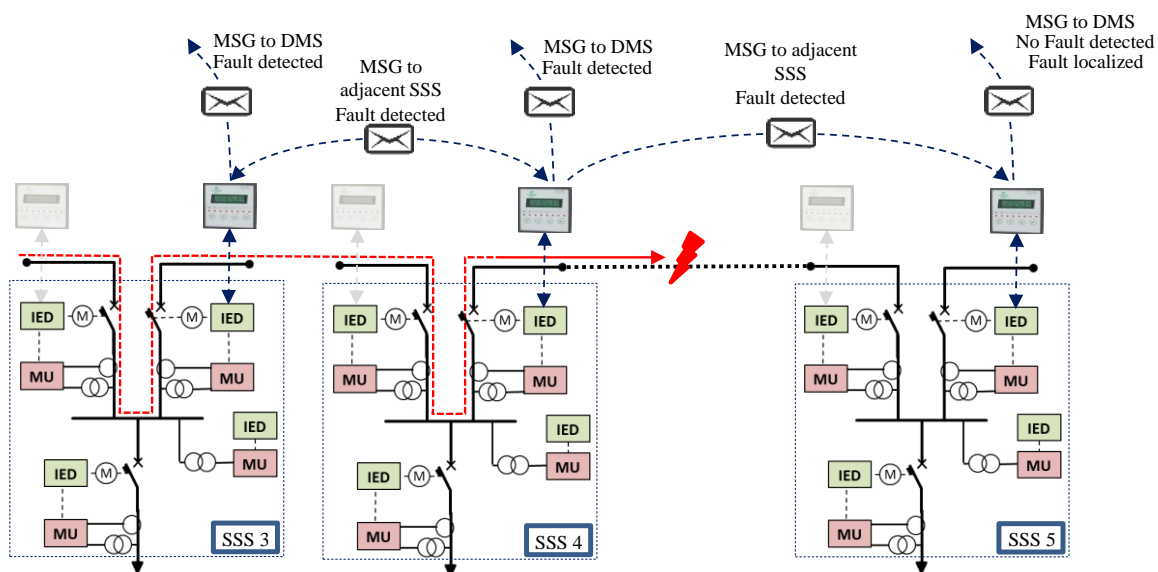 MSG to DMS
Fault detected
MSG to
adjacent SSS
Fault detected
MSG to DMS
Fault detected
MSG to adjacent
SSS
Fault detected
MSG to DMS
No Fault detected
Fault localized
IED
M
M
IED
MU
MU
IED
MU
IED
M
MU
SSS 3
IED
M
M
IED
MU
MU
IED
MU
IED
M
MU
SSS 4
IED
M
M
IED
MU
MU
IED
MU
IED
M
MU
SSS 5